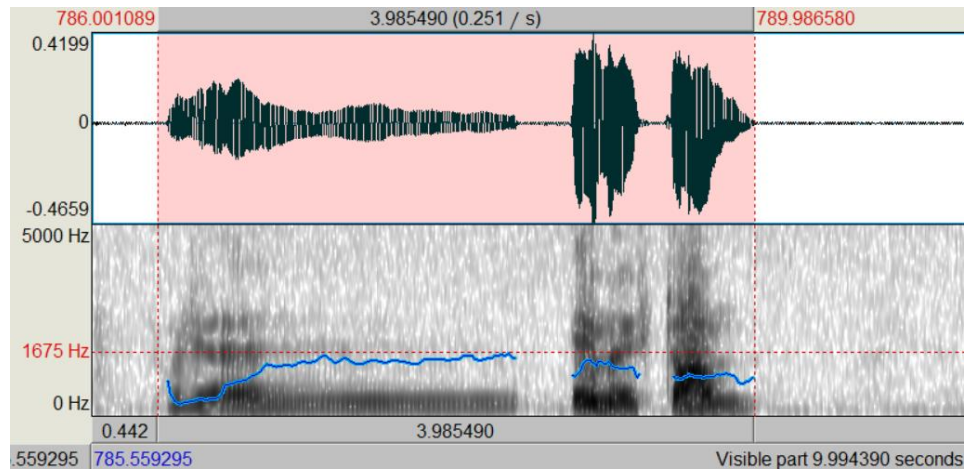 786.001089 3.985490 (0.251 / s) 789.986580
0.4199
0
-0.4659
5000 Hz
1675 Hz
0 Hz
0.442 3.985490
.559295 785.559295 Visible part 9.994390 seconds